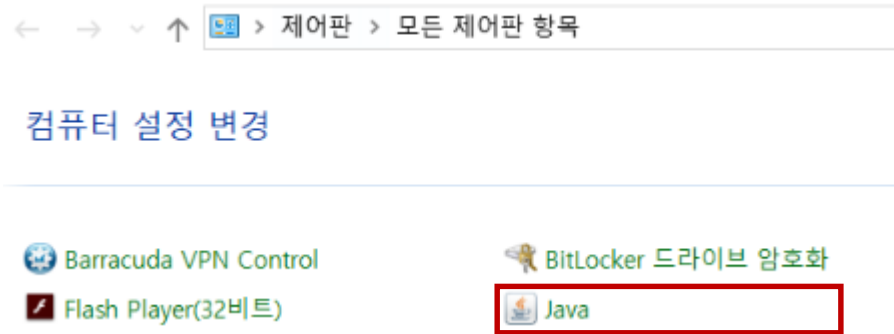 제어판 > 모든 제어판 항목
컴퓨터 설정 변경
Barracuda VPN Control
BitLocker 드라이브 암호화
Flash Player(32비트)
Java